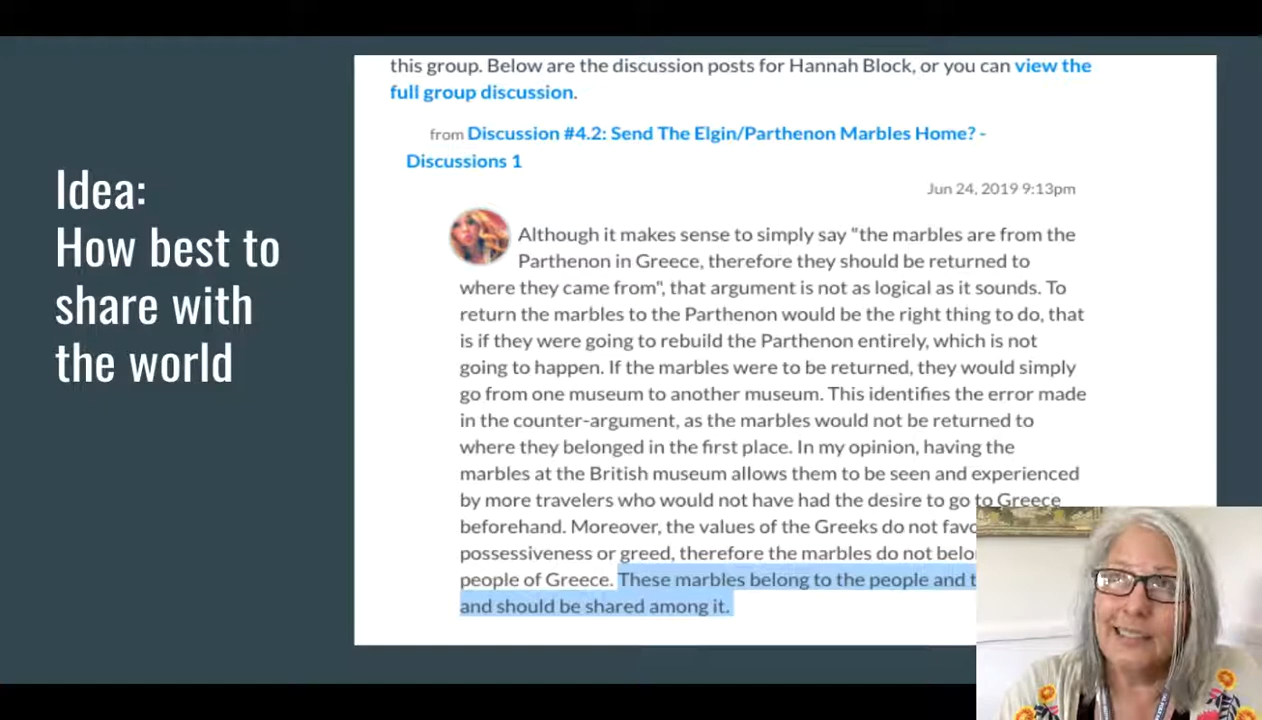 Idea:
How best to
share with
the world
this group. Below are the discussion posts for Hannah Block, or you can view the
full group discussion.
from Discussion #4.2: Send The Elgin/Parthenon Marbles Home? -
Discussions 1
Jun 24, 2019 9:13pm
Although it makes sense to simply say "the marbles are from the
Parthenon in Greece, therefore they should be returned to
where they came from", that argument is not as logical as it sounds. To
return the marbles to the Parthenon would be the right thing to do, that
is if they were going to rebuild the Parthenon entirely, which is not
going to happen. If the marbles were to be returned, they would simply
go from one museum to another museum. This identifies the error made
in the counter-argument, as the marbles would not be returned to
where they belonged in the first place. In my opinion, having the
marbles at the British museum allows them to be seen and experienced
by more travelers who would not have had the desire to go to Greece
beforehand. Moreover, the values of the Greeks do not
possessiveness or greed, therefore the marbles do not
people of Greece. These marbles belong to the people and
and should be shared among it.